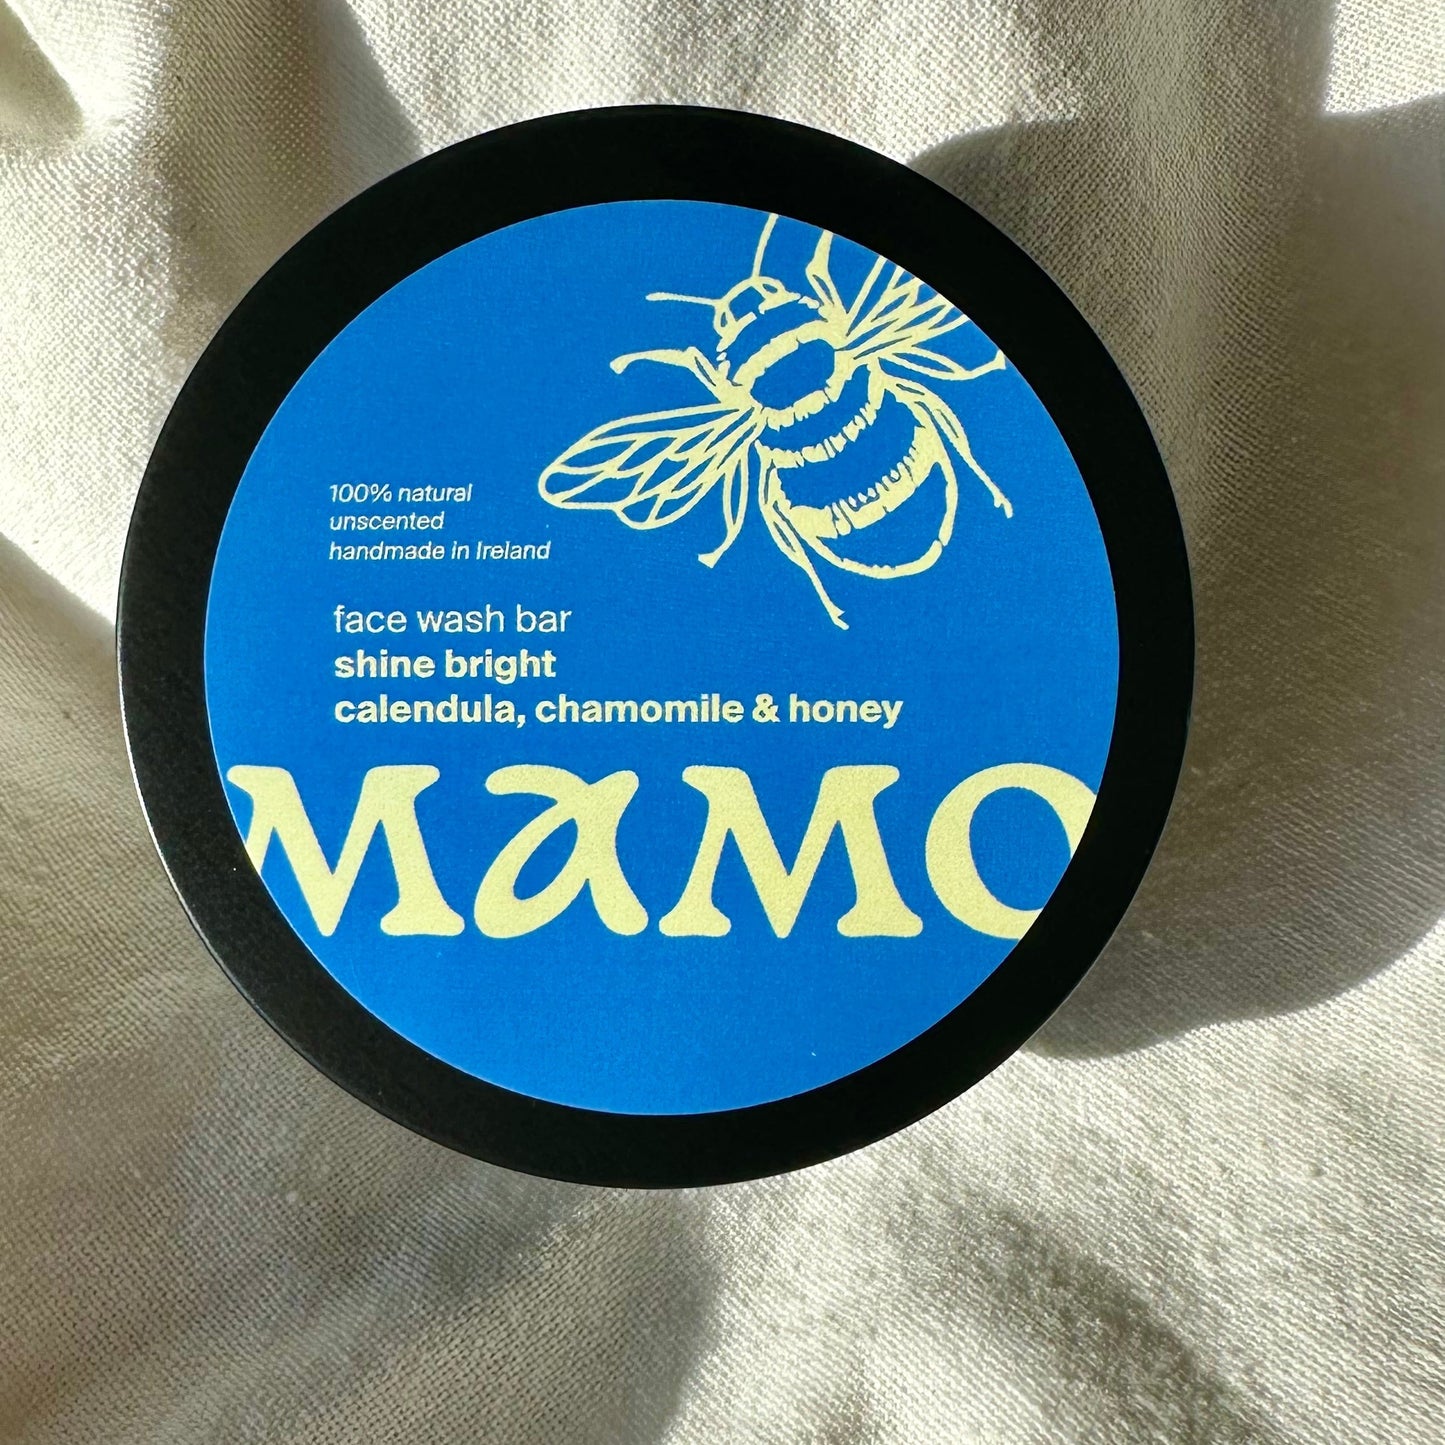 100% natural
unscented
handmade in Ireland
face wash bar
shine bright
calendula, chamomile & honey
MaMO